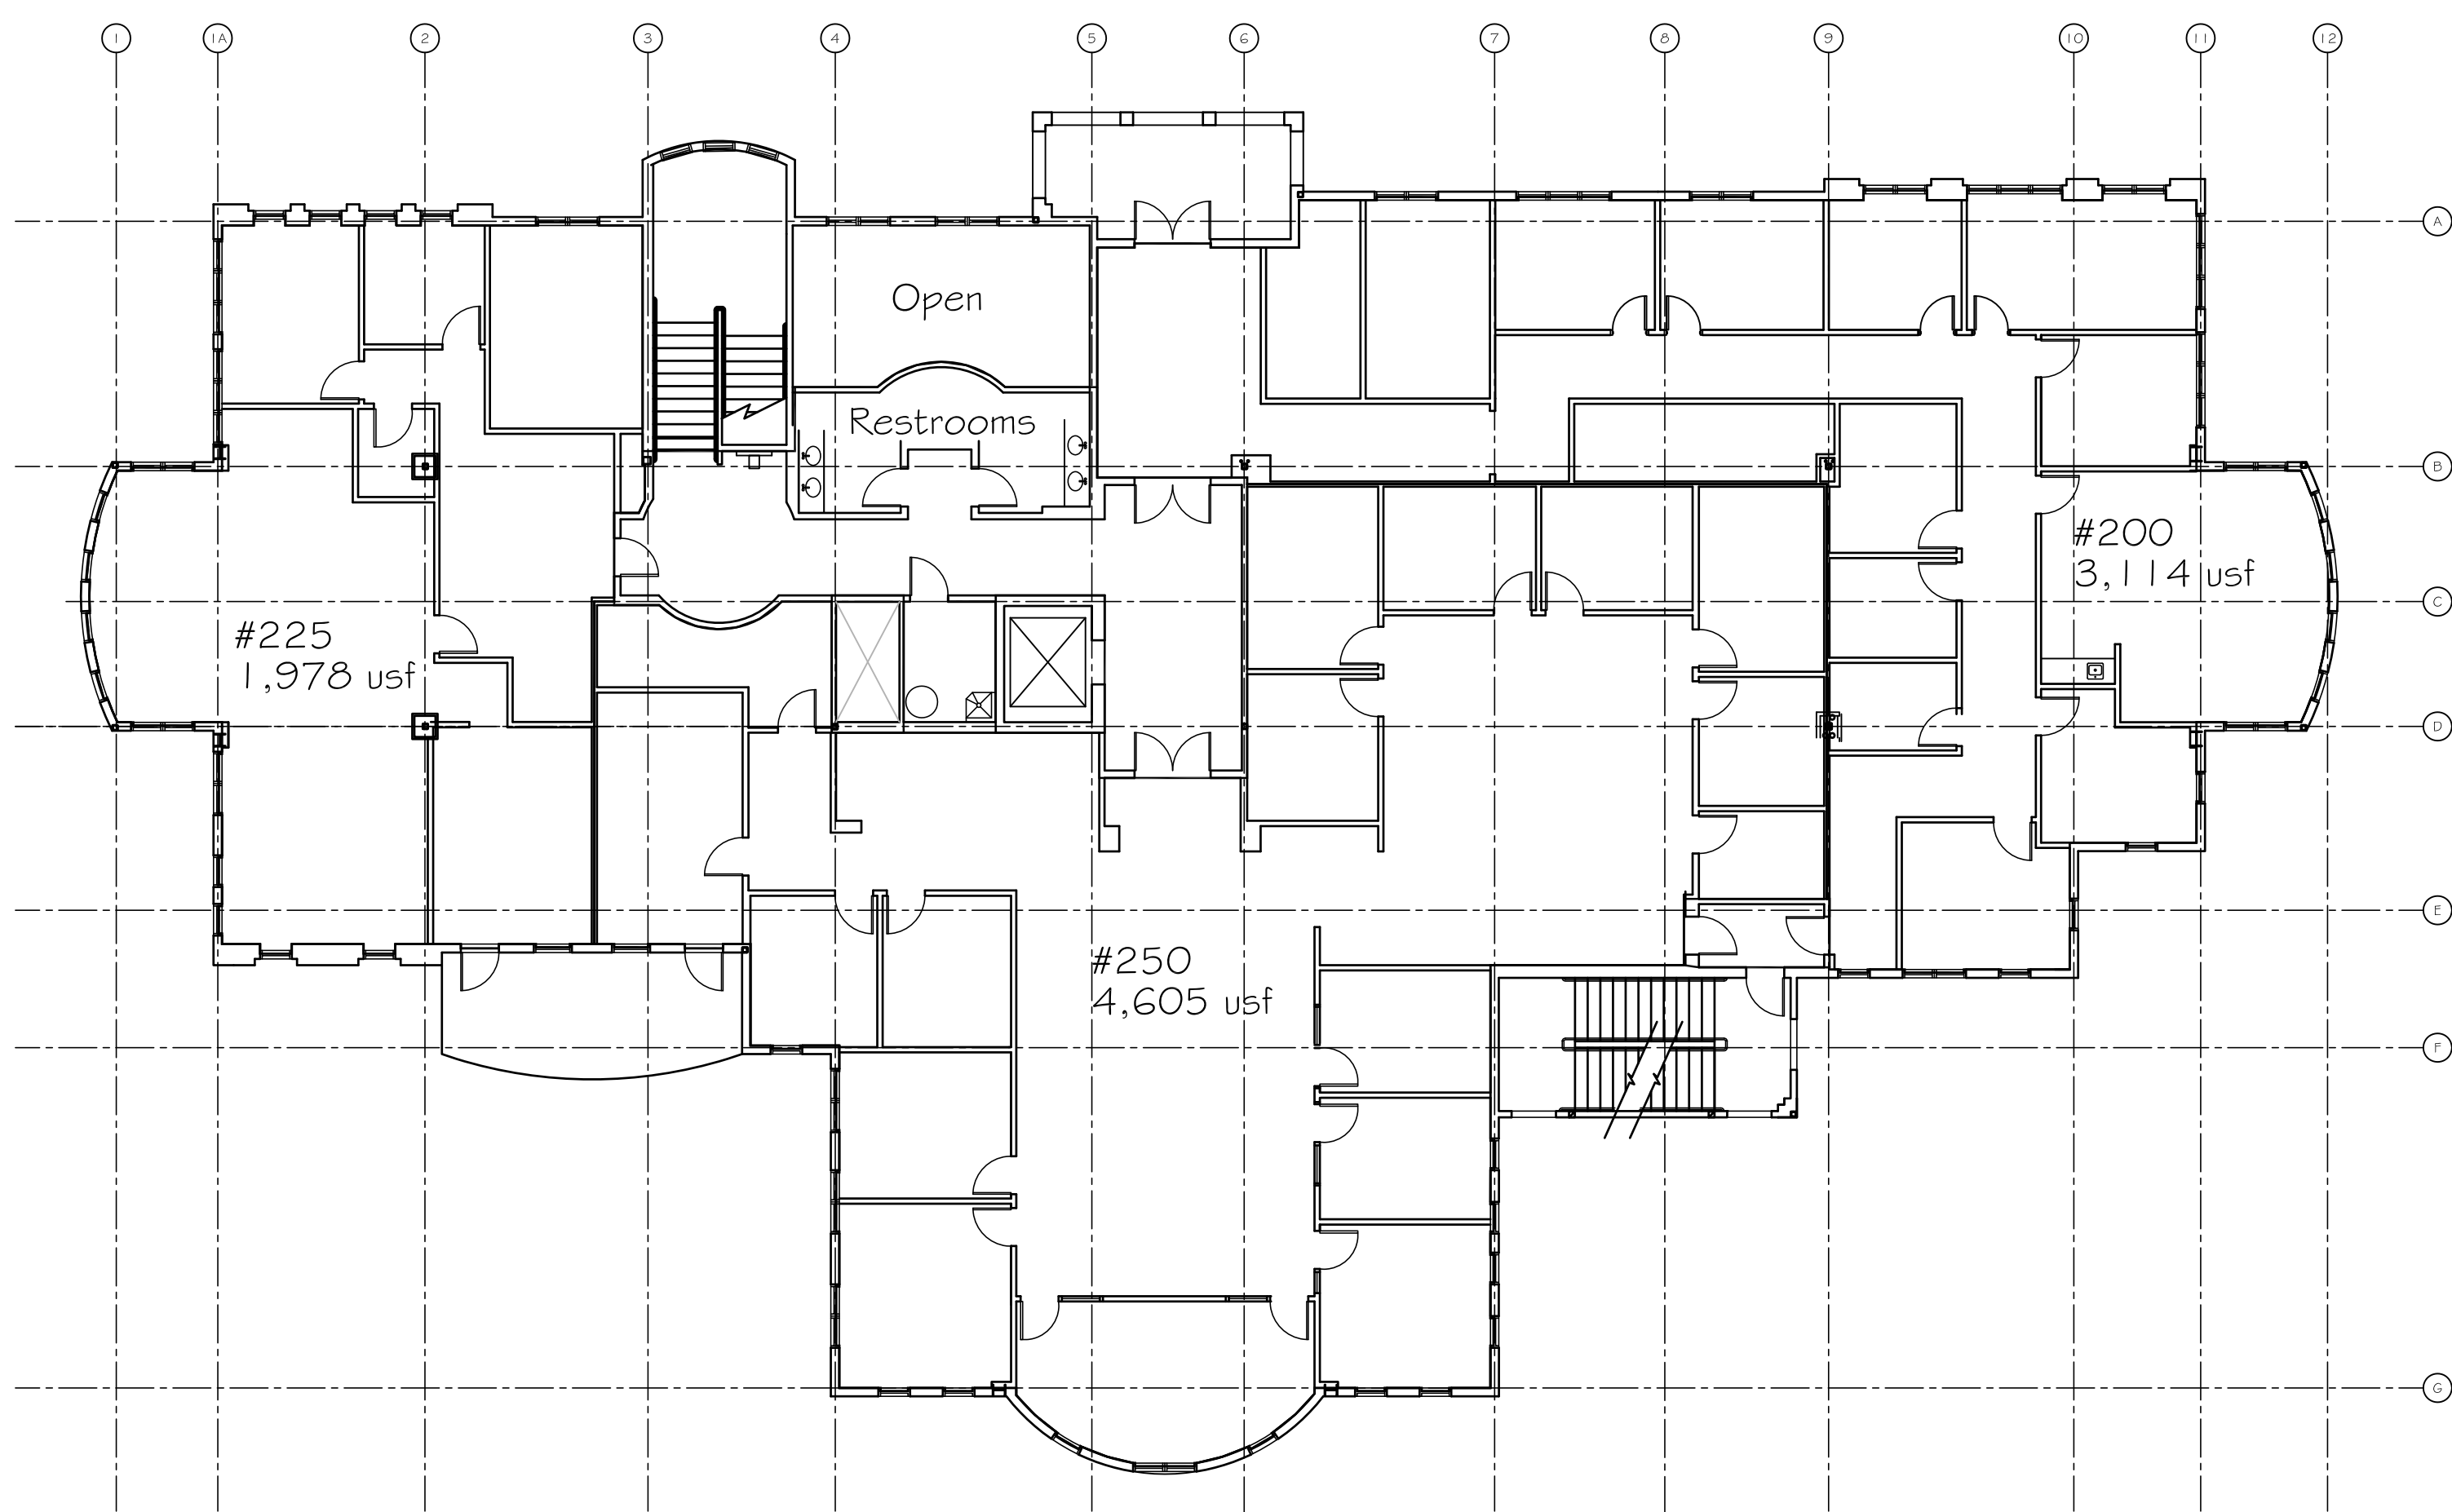 1 1A 2 3 4 5 6 7 8 9 10 11 12
A
Open
Restrooms
B
#200
3,114 usf
C
#225
1,978 usf
D
E
#250
4,605 usf
F
G